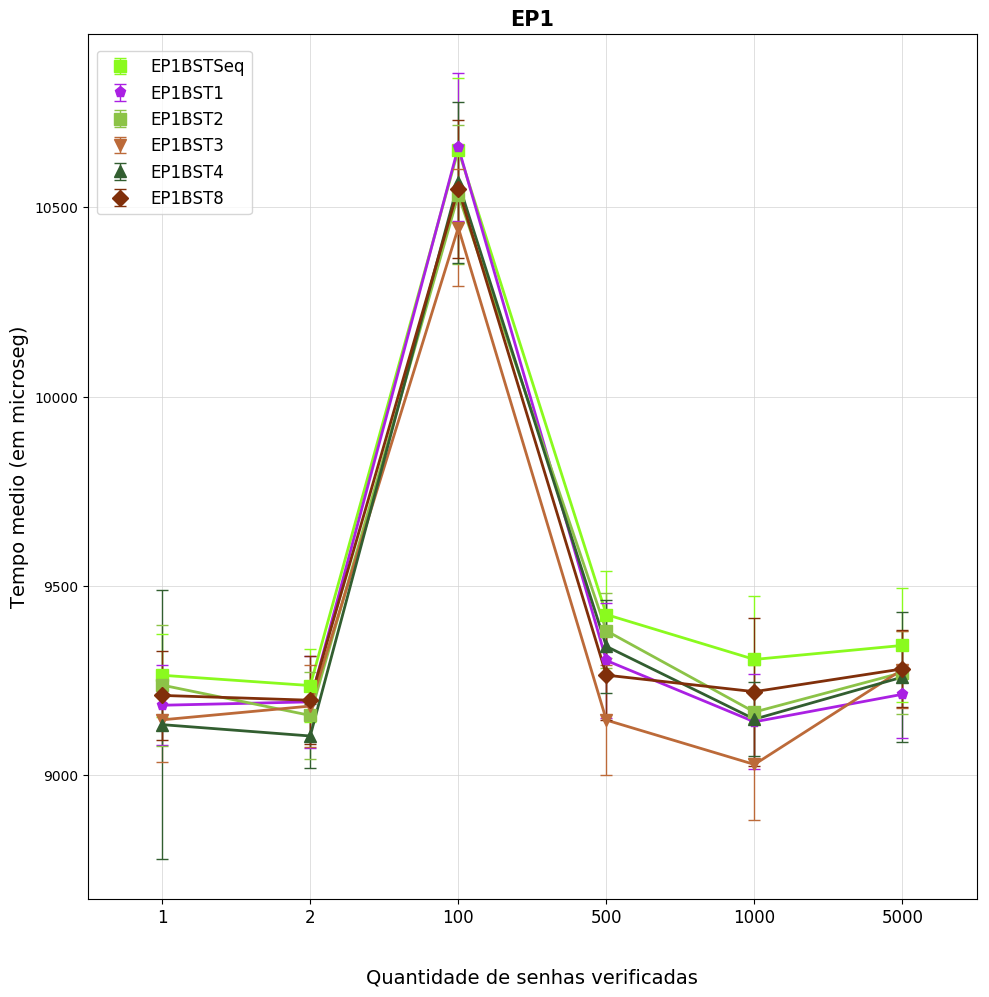 EP1
EP1BSTSeq
EP1BST1
EP1BST2
EP1BST3
EP1BST4
EP1BST8
Tempo medio (em microseg)
10500
10000
9500
9000
1 2 100 500 1000 5000
Quantidade de senhas verificadas